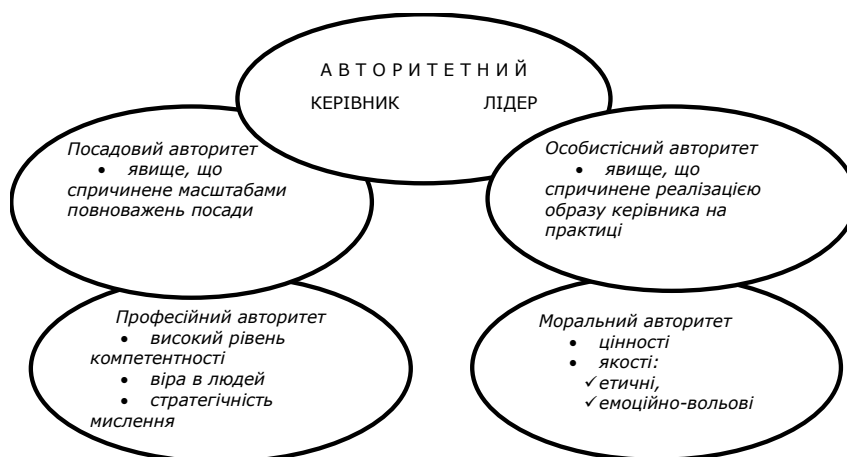 АВТОРИТЕТНИЙ
КЕРІВНИК ЛІДЕР
Посадовий авторитет
• явище, що
спричинене масштабами
повноважень посади
Особистісний авторитет
• явище, що
спричинене реалізацією
образу керівника на
практиці
Професійний авторитет
• високий рівень
компетентності
• віра в людей
• стратегічність
мислення
Моральний авторитет
• цінності
• якості:
✓етичні,
✓емоційно-вольові